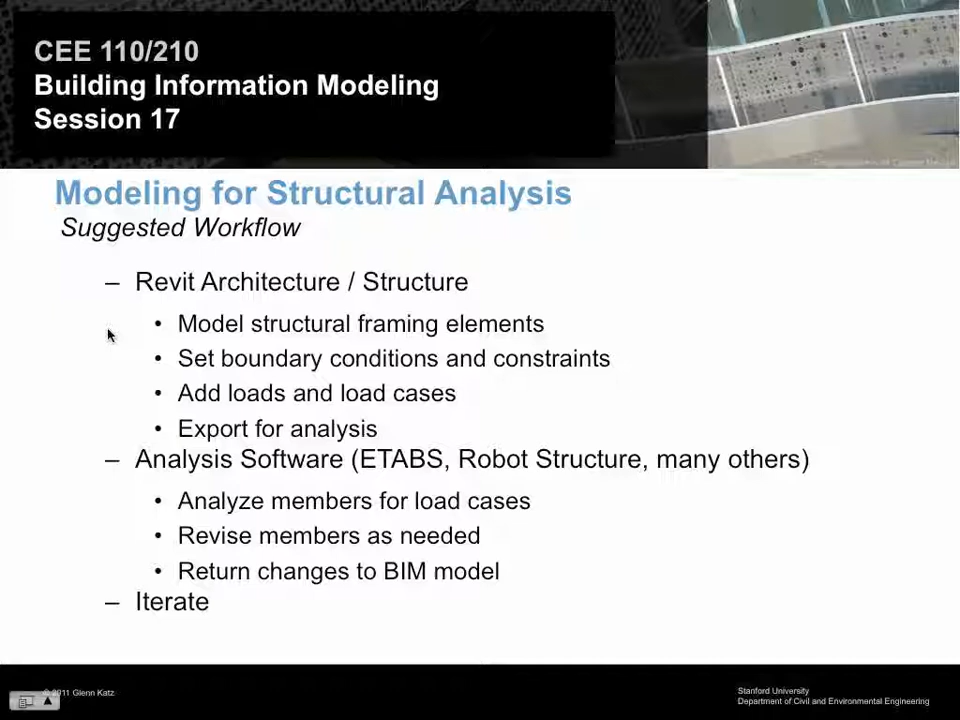 CEE 110/210
Building Information Modeling
Session 17
Modeling for Structural Analysis
Suggested Workflow
– Revit Architecture / Structure
• Model structural framing elements
• Set boundary conditions and constraints
• Add loads and load cases
• Export for analysis
– Analysis Software (ETABS, Robot Structure, many others)
• Analyze members for load cases
• Revise members as needed
• Return changes to BIM model
– Iterate
© 2011 Glenn Katz
Stanford University
Department of Civil and Environmental Engineering